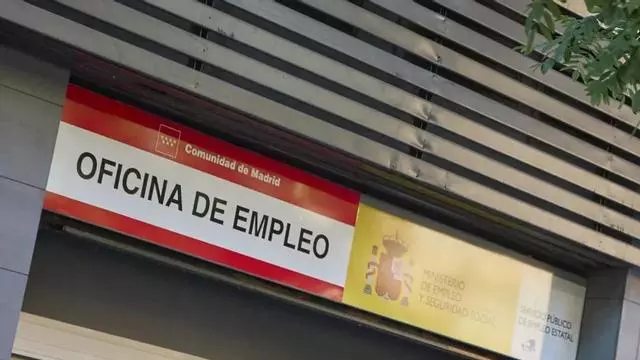 Comunidad de Madrid
OFICINA DE EMPLEO
MINISTERIO
DE EMPLEO
Y SEGURIDAD SOCIAL
SERVICIO PÚBLICO
DE EMPLEO ESTATAL